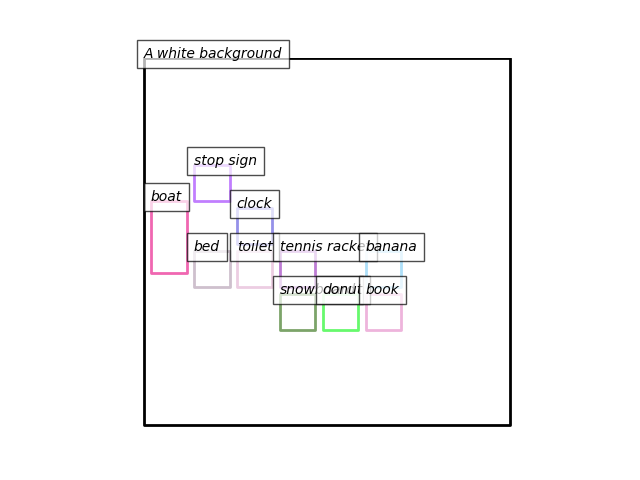 A white background
stop sign
boat
clock
bed
toilet
tennis racket
banana
snowboard
donut
book